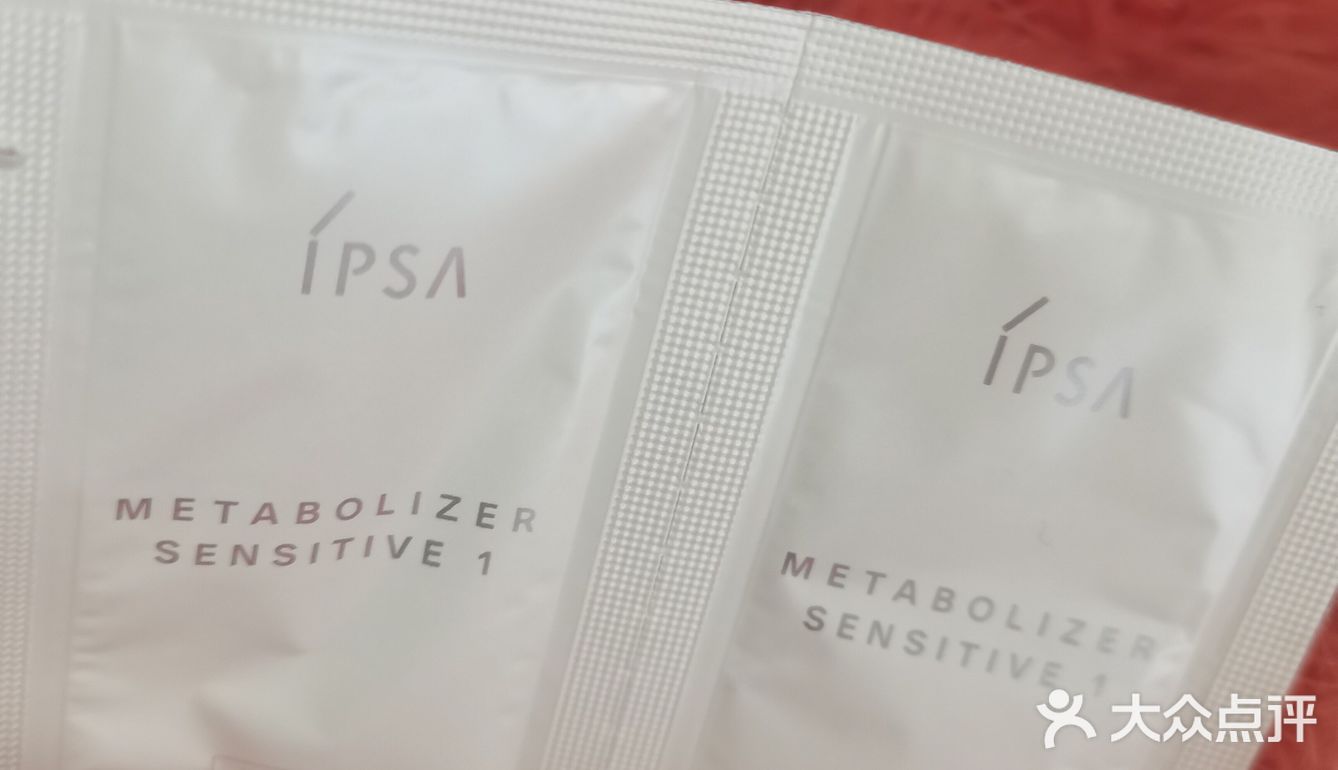 ÍPSA
METABOLIZER
SENSITIVE 1
ÍPSA
METABOLIZER
SENSITIVE 1
大众点评